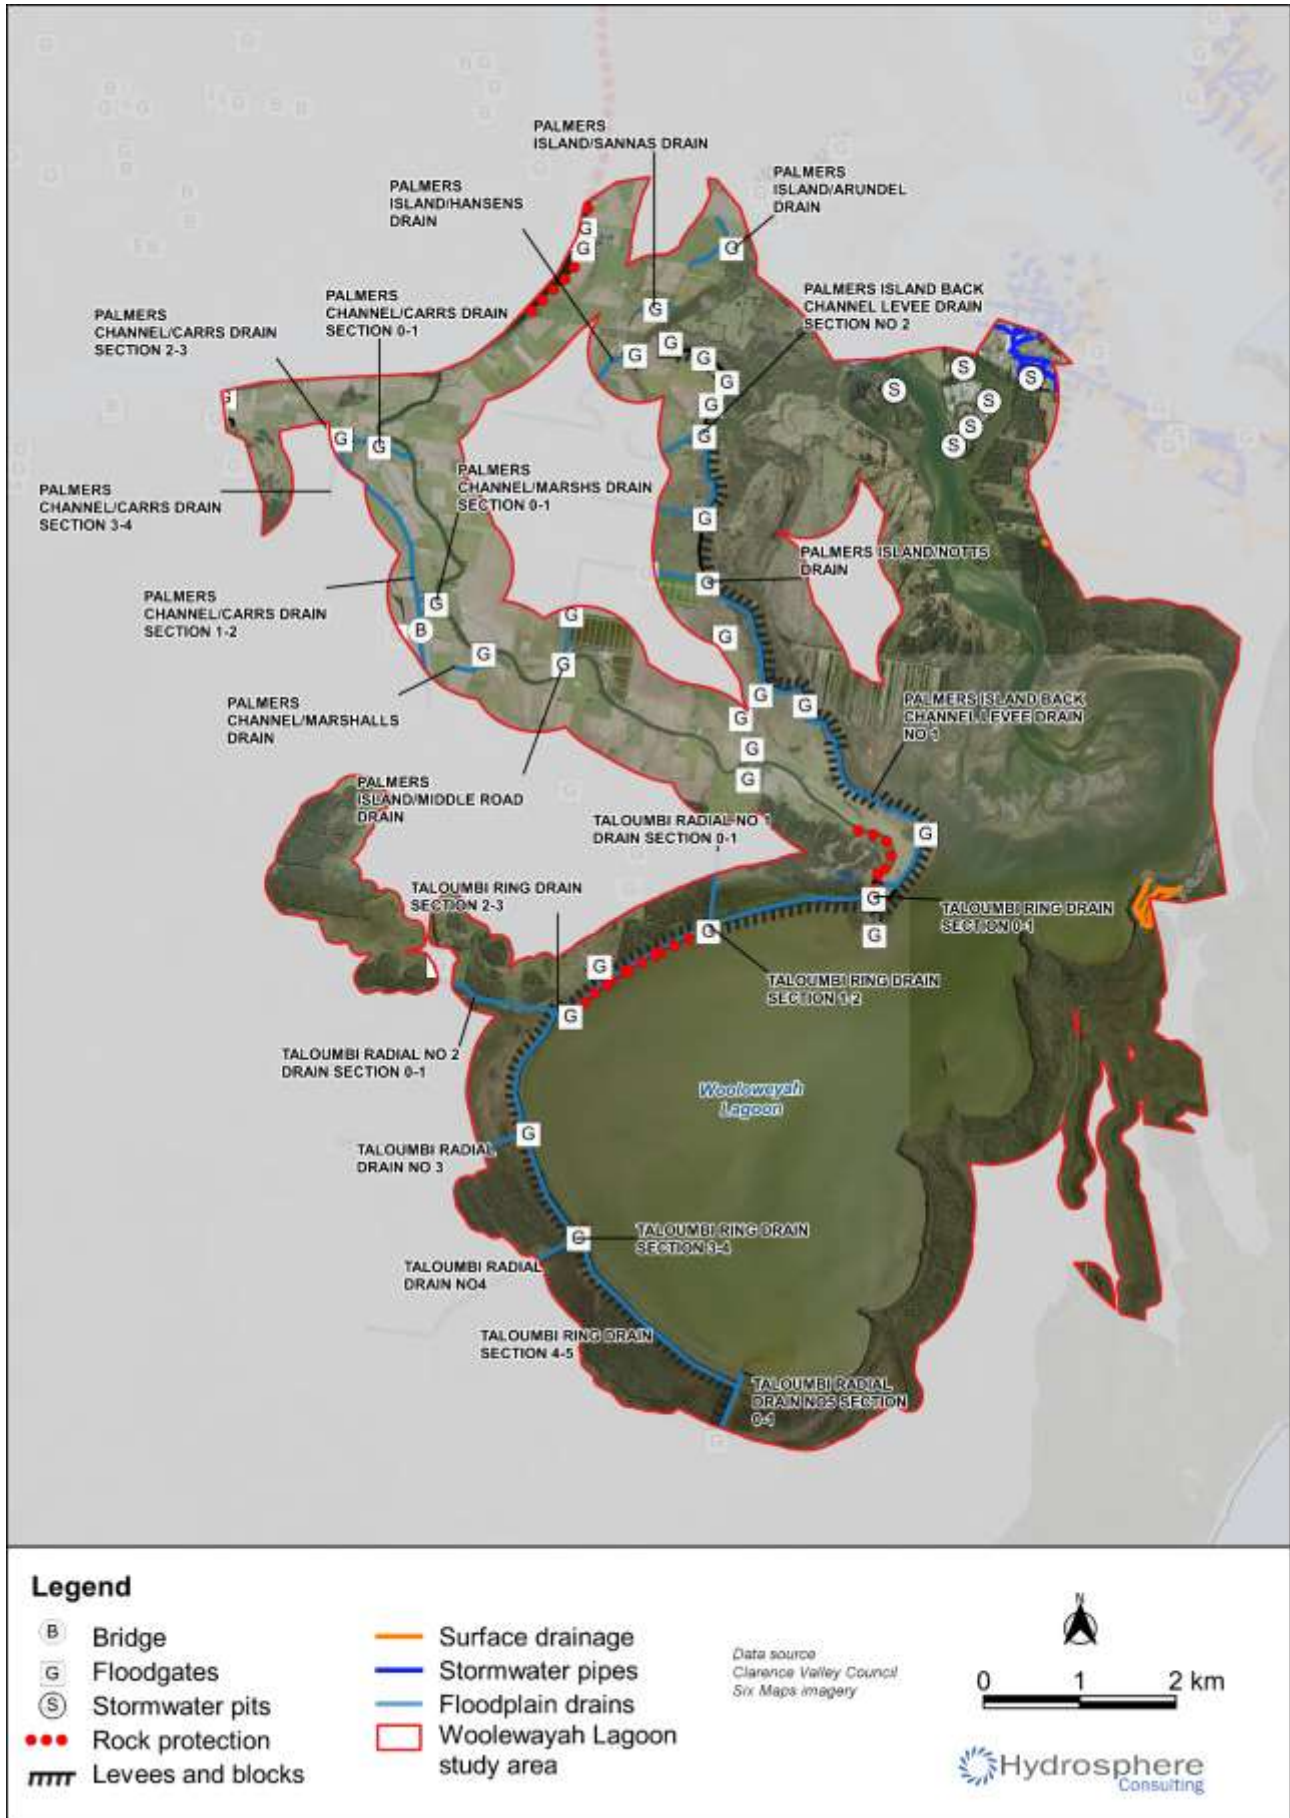 PALMERS
ISLAND/SANNAS DRAIN
PALMERS
ISLAND/ARUNDEL
DRAIN
PALMERS
ISLAND/HANSENS
DRAIN
PALMERS ISLAND BACK
CHANNEL LEVEE DRAIN
SECTION NO 2
PALMERS
CHANNEL/CARRS DRAIN
SECTION 0-1
PALMERS
CHANNEL/CARRS DRAIN
SECTION 2-3
PALMERS
CHANNEL/MARSHS DRAIN
SECTION 0-1
PALMERS
CHANNEL/CARRS DRAIN
SECTION 3-4
PALMERS ISLAND/NOTTS
DRAIN
PALMERS
CHANNEL/CARRS DRAIN
SECTION 1-2
PALMERS
CHANNEL/MARSHALLS
DRAIN
PALMERS ISLAND BACK
CHANNEL LEVEE DRAIN
NO 1
PALMERS
ISLAND/MIDDLE ROAD
DRAIN
TALOUMBI RADIAL NO 1
DRAIN SECTION 0-1
TALOUMBI RING DRAIN
SECTION 2-3
TALOUMBI RING DRAIN
SECTION 0-1
TALOUMBI RING DRAIN
SECTION 1-2
TALOUMBI RADIAL NO 2
DRAIN SECTION 0-1
Wooloweyah
Lagoon
TALOUMBI RADIAL
DRAIN NO 3
TALOUMBI RING DRAIN
SECTION 3-4
TALOUMBI RADIAL
DRAIN NO4
TALOUMBI RING DRAIN
SECTION 4-5
TALOUMBI RADIAL
DRAIN NO5 SECTION
0-1
Legend
B Bridge
G Floodgates
S Stormwater pits
Rock protection
Levees and blocks
Surface drainage
Stormwater pipes
Floodplain drains
Woolewayah Lagoon
study area
Data source
Clarence Valley Council
Six Maps imagery
N
0 1 2 km
Hydrosphere
Consulting